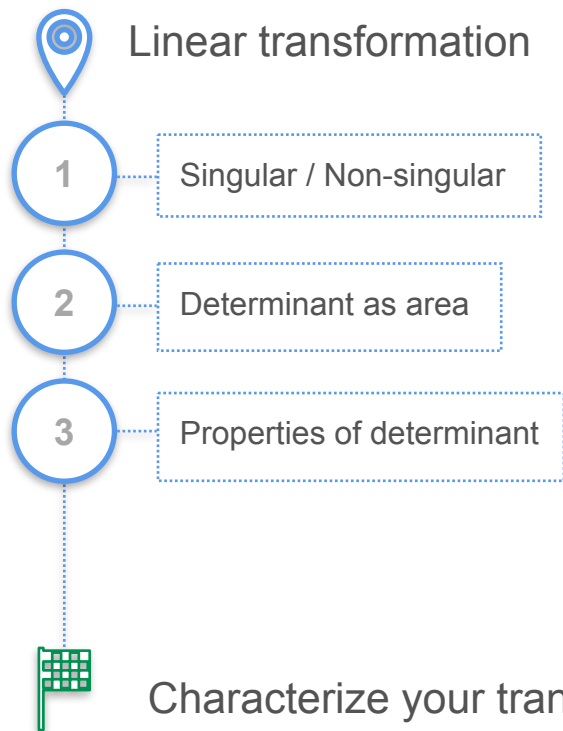 Linear transformation
1
Singular / Non-singular
2
Determinant as area
3
Properties of determinant
Characterize your